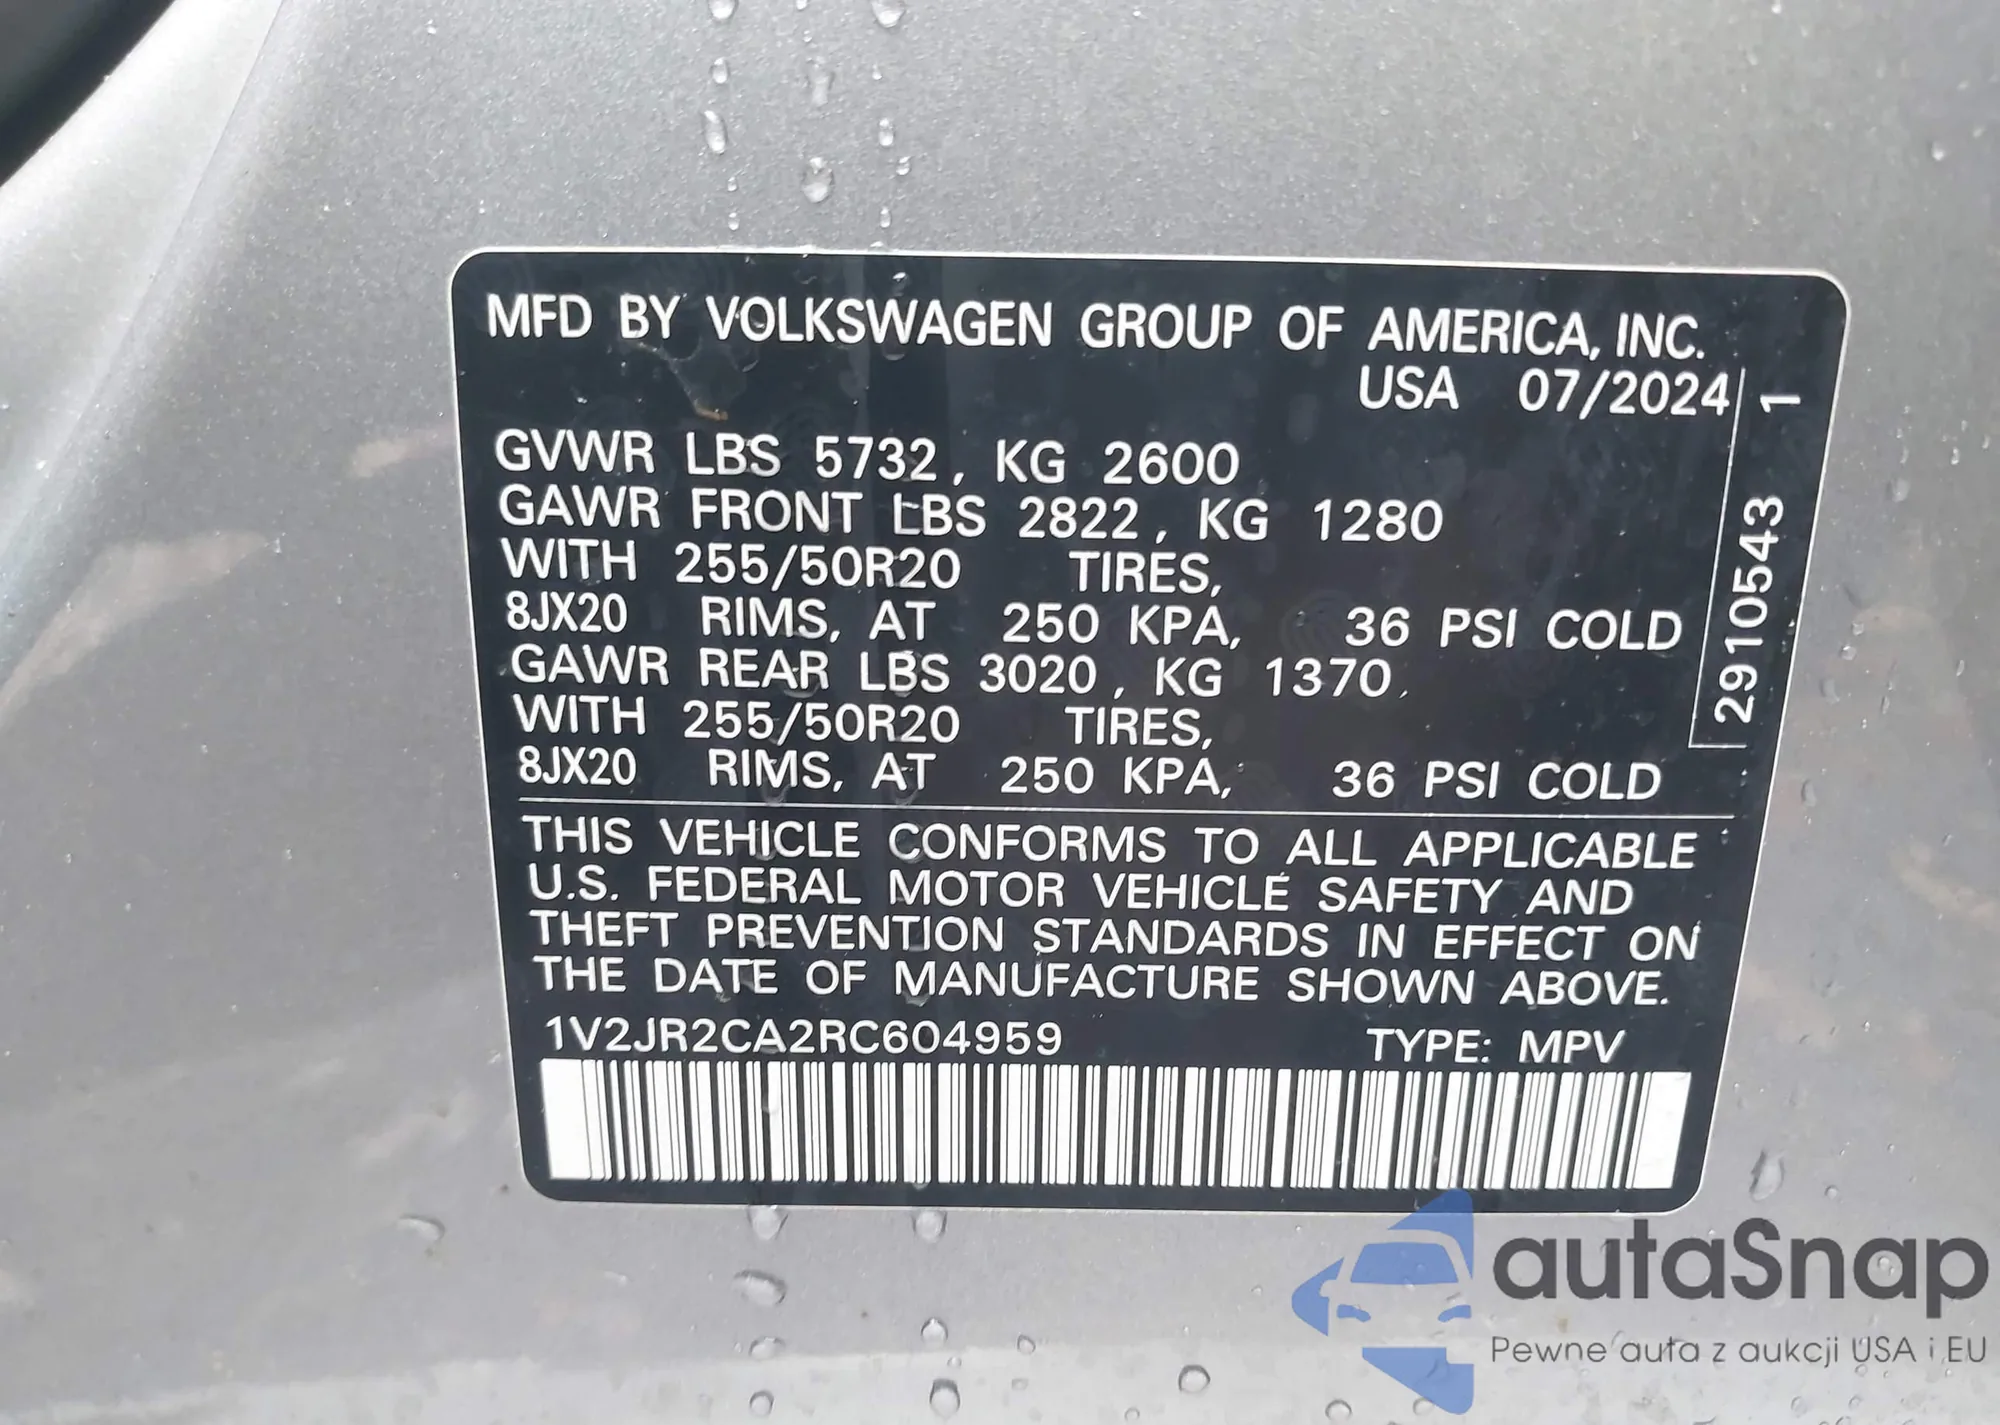 MFD BY VOLKSWAGEN GROUP OF AMERICA, INC.
USA 07/2024
GVWR LBS 5732, KG 2600
GAWR FRONT LBS 2822, KG 1280
WITH 255/50R20 TIRES,
8JX20 RIMS, AT 250 KPA, 36 PSI COLD
GAWR REAR LBS 3020, KG 1370,
WITH 255/50R20 TIRES,
8JX20 RIMS, AT 250 KPA, 36 PSI COLD
2910543 1
THIS VEHICLE CONFORMS TO ALL APPLICABLE
U.S. FEDERAL MOTOR VEHICLE SAFETY AND
THEFT PREVENTION STANDARDS IN EFFECT ON
THE DATE OF MANUFACTURE SHOWN ABOVE.
1V2JR2CA2RC604959 TYPE: MPV
autaSnap
Pewne auta z aukcji USA i EU